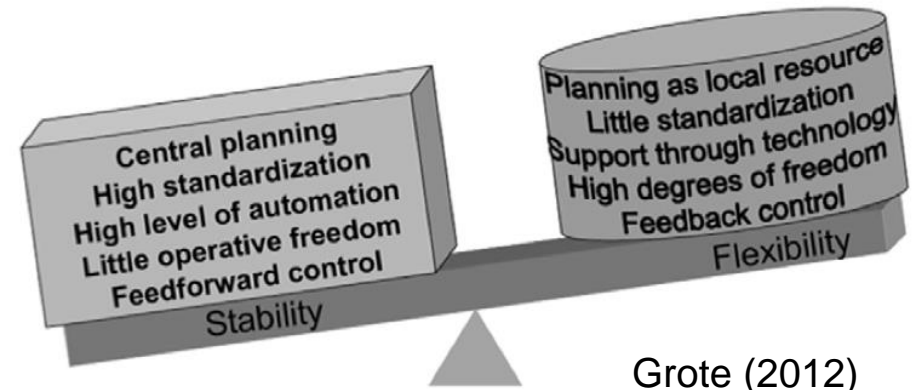 Central planning
High standardization
High level of automation
Little operative freedom
Feedforward control
Stability
Planning as local resource
Little standardization
Support through technology
High degrees of freedom
Feedback control
Flexibility
Grote (2012)